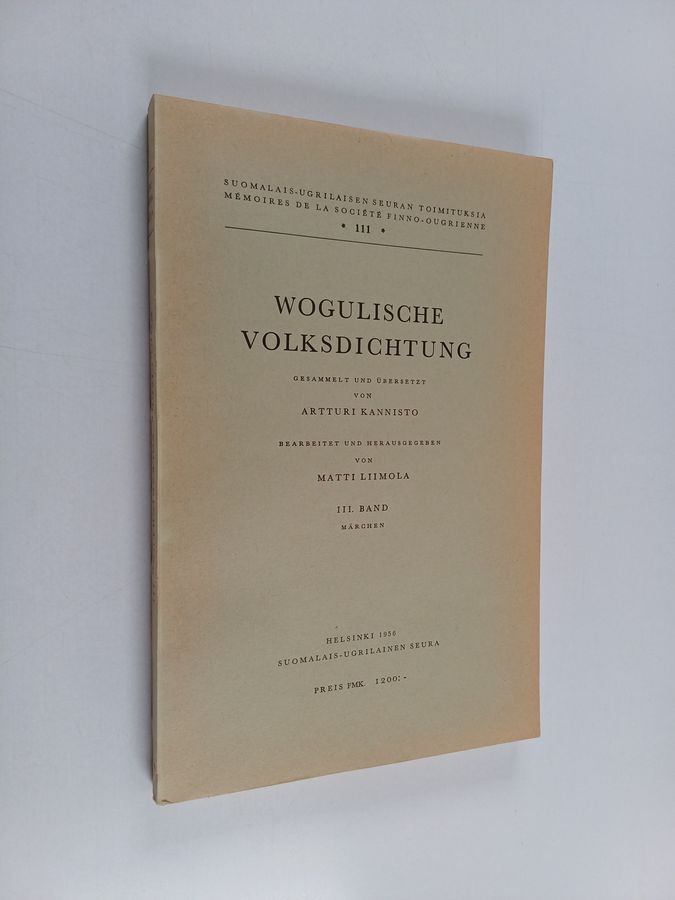 SUOMALAIS-UGRILAISEN SEURAN TOIMITUKSIA
MÉMOIRES DE LA SOCIÉTÉ FINNO-OUGRIENNE
* 111 *
WOGULISCHE
VOLKSDICHTUNG
GESAMMELT UND ÜBERSETZT
VON
ARTTURI KANNISTO
BEARBEITET UND HERAUSGEGEBEN
VON
MATTI LIIMOLA
III. BAND
MÄRCHEN
HELSINKI 1956
SUOMALAIS-UGRILAINEN SEURA
PREIS FMK. 1200:-